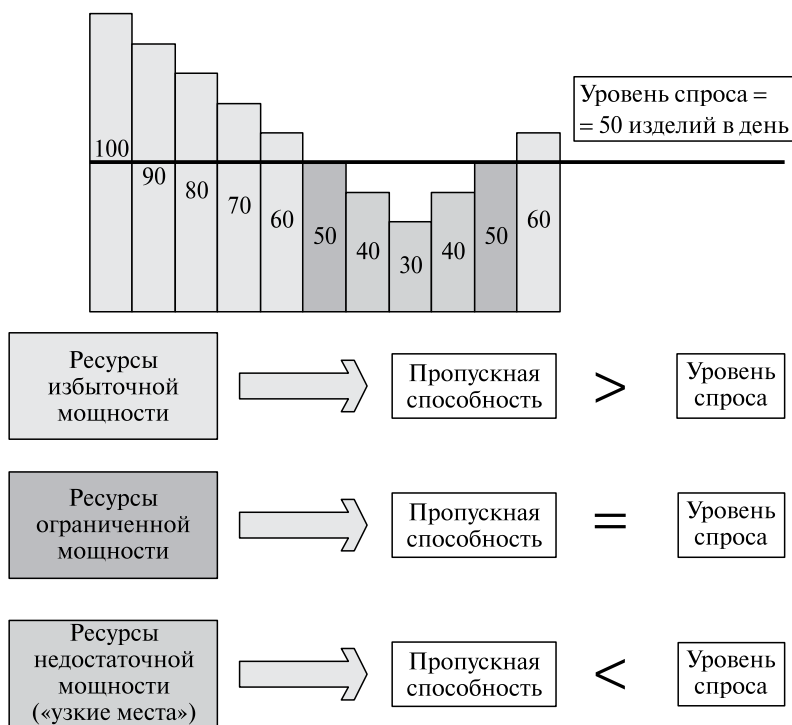 Уровень спроса =
= 50 изделий в день
100
90
80
70
60
50
40
30
40
50
60
Ресурсы
избыточной
мощности
Пропускная
способность
>
Уровень
спроса
Ресурсы
ограниченной
мощности
Пропускная
способность
=
Уровень
спроса
Ресурсы
недостаточной
мощности
(«узкие места»)
Пропускная
способность
<
Уровень
спроса